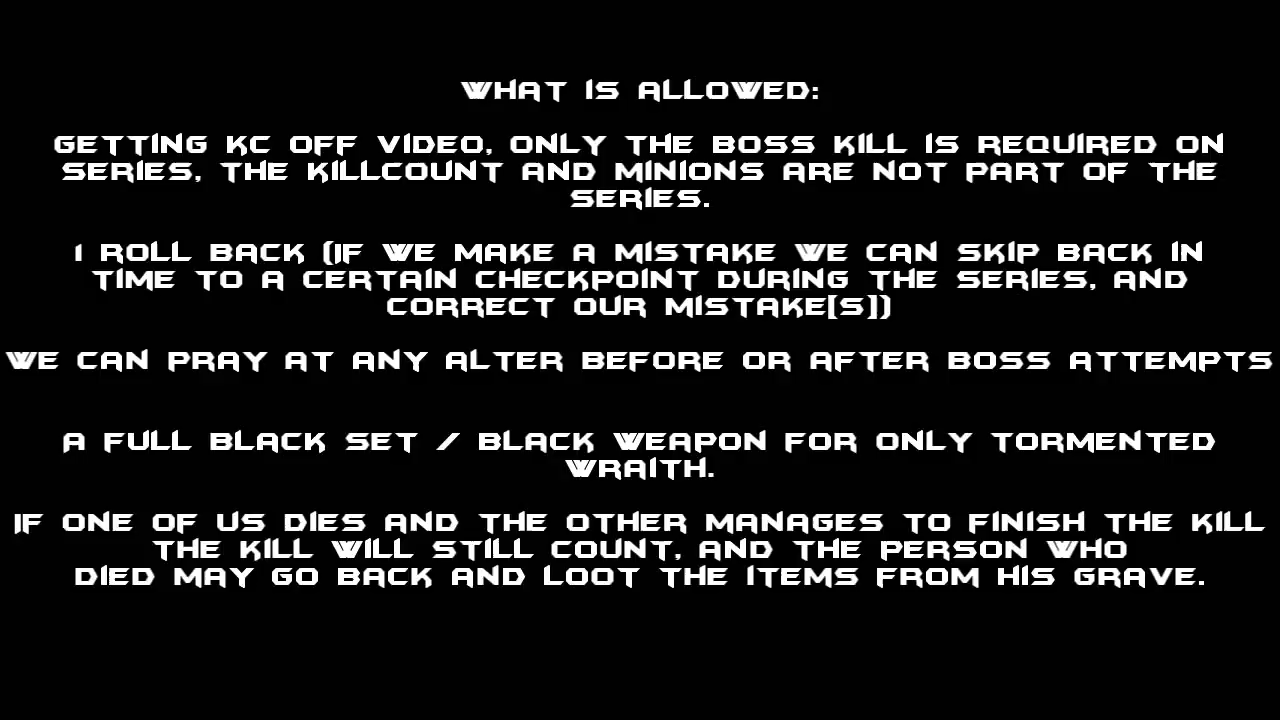 WHAT IS ALLOWED:
GETTING KC OFF VIDEO, ONLY THE BOSS KILL IS REQUIRED ON
SERIES, THE KILLCOUNT AND MINIONS ARE NOT PART OF THE
SERIES.
1 ROLL BACK (IF WE MAKE A MISTAKE WE CAN SKIP BACK IN
TIME TO A CERTAIN CHECKPOINT DURING THE SERIES, AND
CORRECT OUR MISTAKE[S])
WE CAN PRAY AT ANY ALTER BEFORE OR AFTER BOSS ATTEMPTS
A FULL BLACK SET / BLACK WEAPON FOR ONLY TORMENTED
WRAITH.
IF ONE OF US DIES AND THE OTHER MANAGES TO FINISH THE KILL
THE KILL WILL STILL COUNT, AND THE PERSON WHO
DIED MAY GO BACK AND LOOT THE ITEMS FROM HIS GRAVE.